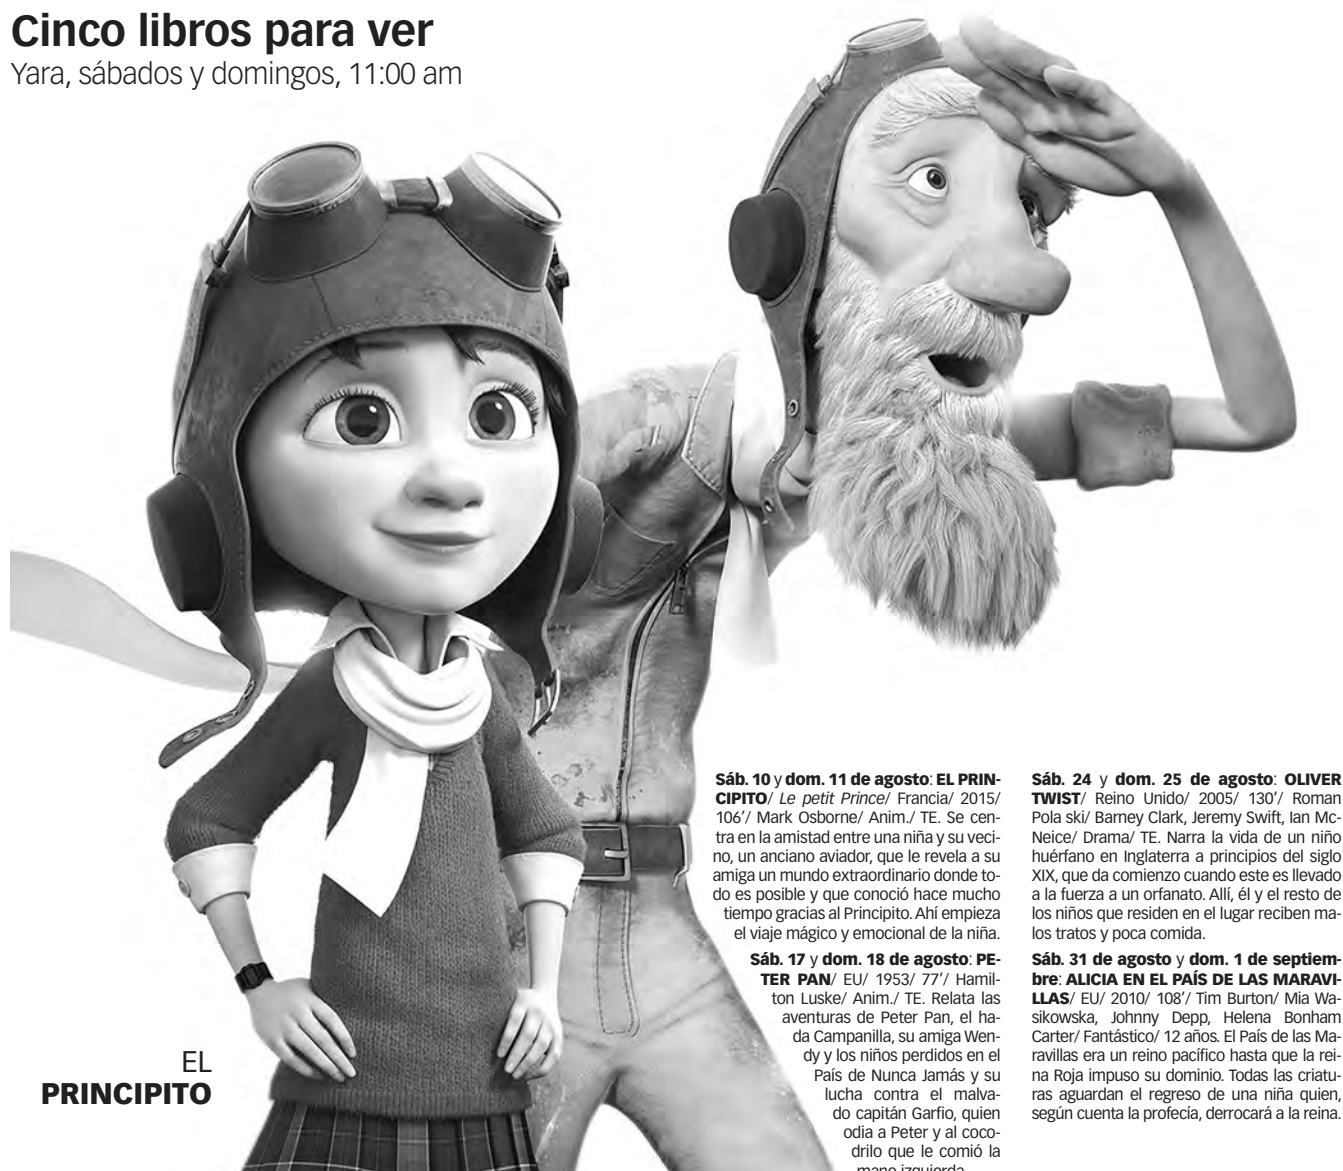 Cinco libros para ver
Yara, sábados y domingos, 11:00 am
EL
PRINCIPITO
Sáb. 10 y dom. 11 de agosto: EL PRIN-
CIPITO/ Le petit Prince/ Francia/ 2015/
106’/ Mark Osborne/ Anim./ TE. Se cen-
tra en la amistad entre una niña y su veci-
no, un anciano aviador, que le revela a su
amiga un mundo extraordinario donde to-
do es posible y que conoció hace mucho
tiempo gracias al Principito. Ahí empieza
el viaje mágico y emocional de la niña.
Sáb. 17 y dom. 18 de agosto: PE-
TER PAN/ EU/ 1953/ 77’/ Hamil-
ton Luske/ Anim./ TE. Relata las
aventuras de Peter Pan, el ha-
da Campanilla, su amiga Wen-
dy y los niños perdidos en el
País de Nunca Jamás y su
lucha contra el malva-
do capitán Garfio, quien
odia a Peter y al coco-
drilo que le comió la
mano izquierda.
Sáb. 24 y dom. 25 de agosto: OLIVER
TWIST/ Reino Unido/ 2005/ 130’/ Roman
Pola ski/ Barney Clark, Jeremy Swift, Ian Mc-
Neice/ Drama/ TE. Narra la vida de un niño
huérfano en Inglaterra a principios del siglo
XIX, que da comienzo cuando este es llevado
a la fuerza a un orfanato. Allí, él y el resto de
los niños que residen en el lugar reciben ma-
los tratos y poca comida.
Sáb. 31 de agosto y dom. 1 de septiem-
bre: ALICIA EN EL PAÍS DE LAS MARAVI-
LLAS/ EU/ 2010/ 108’/ Tim Burton/ Mia Wa-
sikowska, Johnny Depp, Helena Bonham
Carter/ Fantástico/ 12 años. El País de las Ma-
ravillas era un reino pacífico hasta que la rei-
na Roja impuso su dominio. Todas las criatu-
ras aguardan el regreso de una niña quien,
según cuenta la profecía, derrocará a la reina.